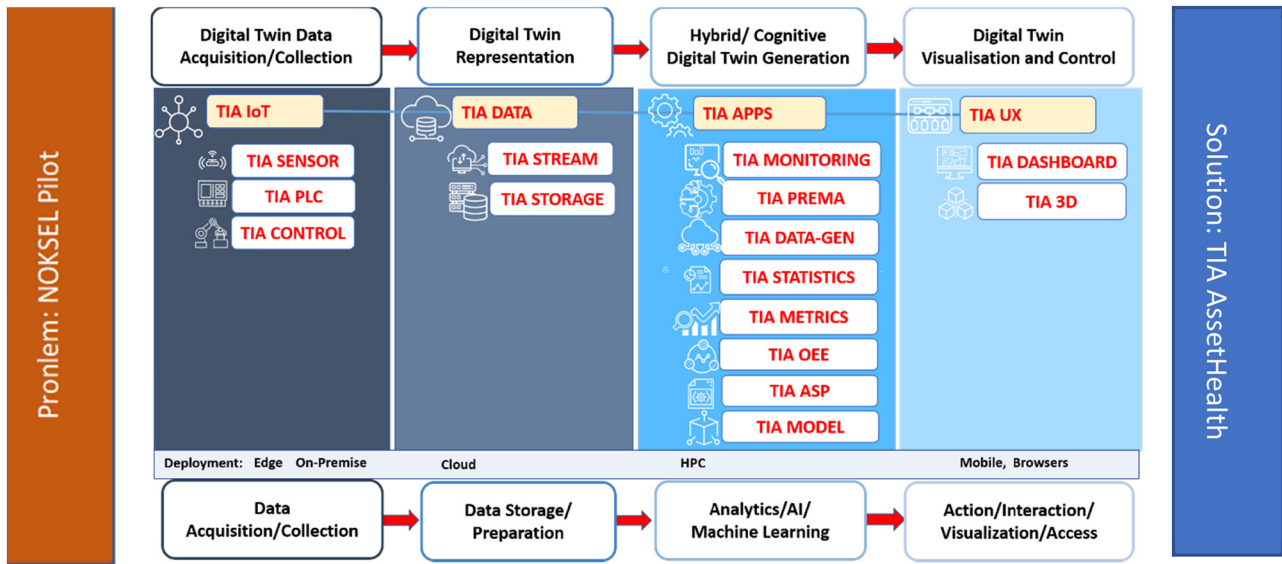 Pronlem: NOKSEL Pilot
Digital Twin Data
Acquisition/Collection
Digital Twin
Representation
Hybrid/ Cognitive
Digital Twin Generation
Digital Twin
Visualisation and Control
TIA IoT
TIA SENSOR
TIA PLC
TIA CONTROL
TIA DATA
TIA STREAM
TIA STORAGE
TIA APPS
TIA MONITORING
TIA PREMA
TIA DATA-GEN
TIA STATISTICS
TIA METRICS
TIA OEE
TIA ASP
TIA MODEL
TIA UX
TIA DASHBOARD
TIA 3D
Deployment: Edge On-Premise
Cloud
HPC
Mobile, Browsers
Data
Acquisition/Collection
Data Storage/
Preparation
Analytics/AI/
Machine Learning
Action/Interaction/
Visualization/Access
Solution: TIA AssetHealth